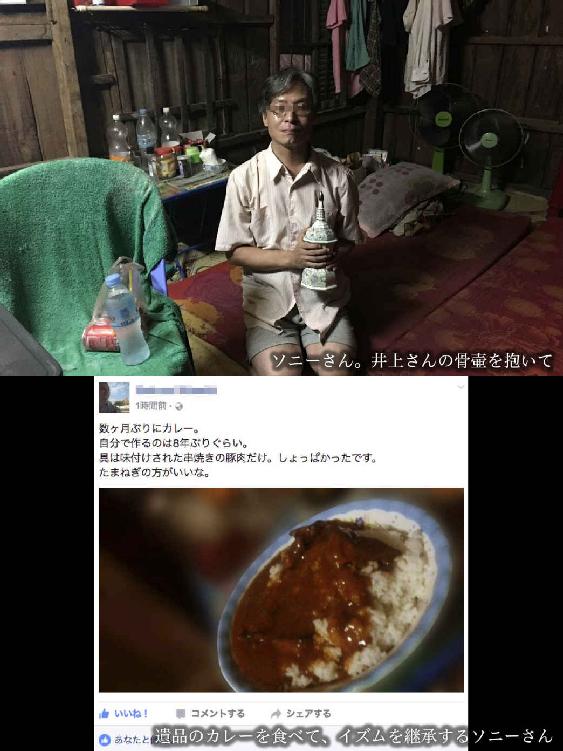 ソニーさん。井上さんの骨壷を抱いて
1時間前・
数ヶ月ぶりにカレー。
自分で作るのは8年ぶりぐらい。
具は味付けされた串焼きの豚肉だけ。しょっぱかったです。
たまねぎの方がいいな。
いいね！ コメントする シェアする
あなたと
遺品のカレーを食べて、イズムを継承するソニーさん